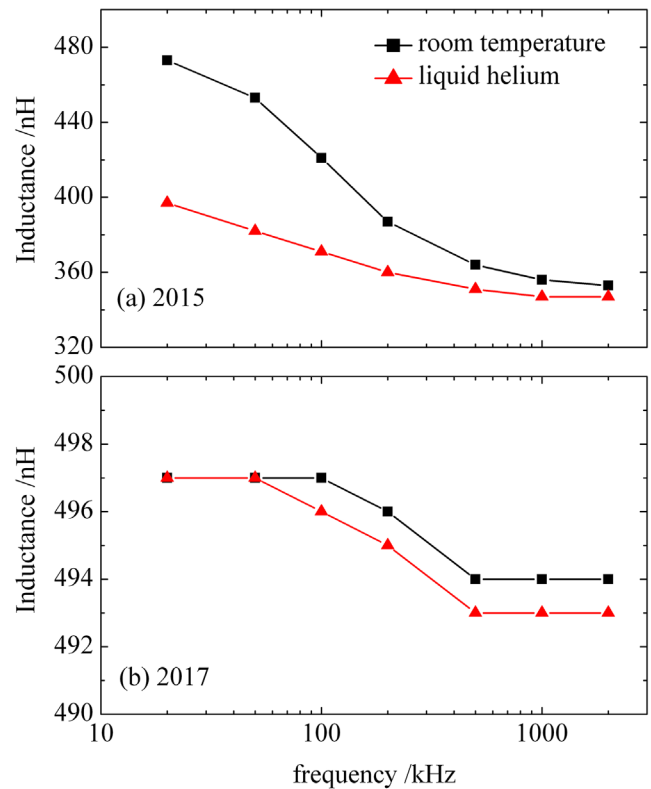 480
440
400
360
320
Inductance /nH
room temperature
liquid helium
(a) 2015
500
498
496
494
492
490
Inductance /nH
(b) 2017
10
100
1000
frequency /kHz